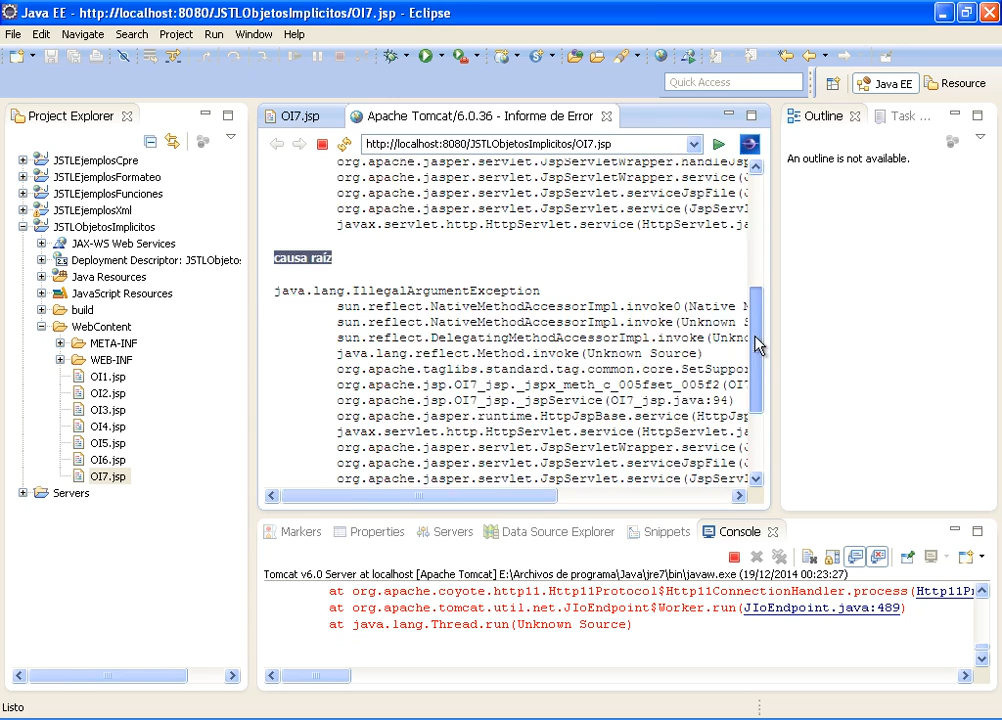 Java EE - http://localhost:8080/JSTLObjetosImplicitos/OI7.jsp - Eclipse
File Edit Navigate Search Project Run Window Help
Quick Access
Java EE
Resource
Project Explorer
JSTLEjemplosCpre
JSTLEjemplosFormateo
JSTLEjemplosFunciones
JSTLEjemplosXml
JSTLObjetosImplicitos
JAX-WS Web Services
Deployment Descriptor: JSTLObjeto:
Java Resources
JavaScript Resources
build
WebContent
META-INF
WEB-INF
OI1.jsp
OI2.jsp
OI3.jsp
OI4.jsp
OI5.jsp
OI6.jsp
OI7.jsp
Servers
OI7.jsp
Apache Tomcat/6.0.36 - Informe de Error
http://localhost:8080/JSTLObjetosImplicitos/OI7.jsp
org.apache.jasper.servlet.JspServletWrapper.handleJsp
org.apache.jasper.servlet.JspServletWrapper.service(J
org.apache.jasper.servlet.JspServlet.serviceJspFile(J
org.apache.jasper.servlet.JspServlet.service(JspServl
javax.servlet.http.HttpServlet.service(HttpServlet.ja
causa raíz
java.lang.IllegalArgumentException
sun.reflect.NativeMethodAccessorImpl.invoke0(Native M
sun.reflect.NativeMethodAccessorImpl.invoke(Unknown S
sun.reflect.DelegatingMethodAccessorImpl.invoke(Unkno
java.lang.reflect.Method.invoke(Unknown Source)
org.apache.taglibs.standard.tag.common.core.SetSuppo
org.apache.jsp.OI7_jsp._jspx_meth_c_005fset_005f2(OI7
org.apache.jsp.OI7_jsp._jspService(OI7_jsp.java:94)
org.apache.jasper.runtime.HttpJspBase.service(HttpJsp
javax.servlet.http.HttpServlet.service(HttpServlet.ja
org.apache.jasper.servlet.JspServletWrapper.service(J
org.apache.jasper.servlet.JspServlet.serviceJspFile(J
org.apache.jasper.servlet.JspServlet.service(JspServl
Outline
Task ...
An outline is not available.
Markers
Properties
Servers
Data Source Explorer
Snippets
Console
Tomcat v6.0 Server at localhost [Apache Tomcat] E:\Archivos de programa\Java\jre7\bin\javaw.exe (19/12/2014 00:23:27)
at org.apache.coyote.http11.Http11Protocol$Http11ConnectionHandler.process(Http11P
at org.apache.tomcat.util.net.JIoEndpoint$Worker.run(JIoEndpoint.java:489)
at java.lang.Thread.run(Unknown Source)
Listo